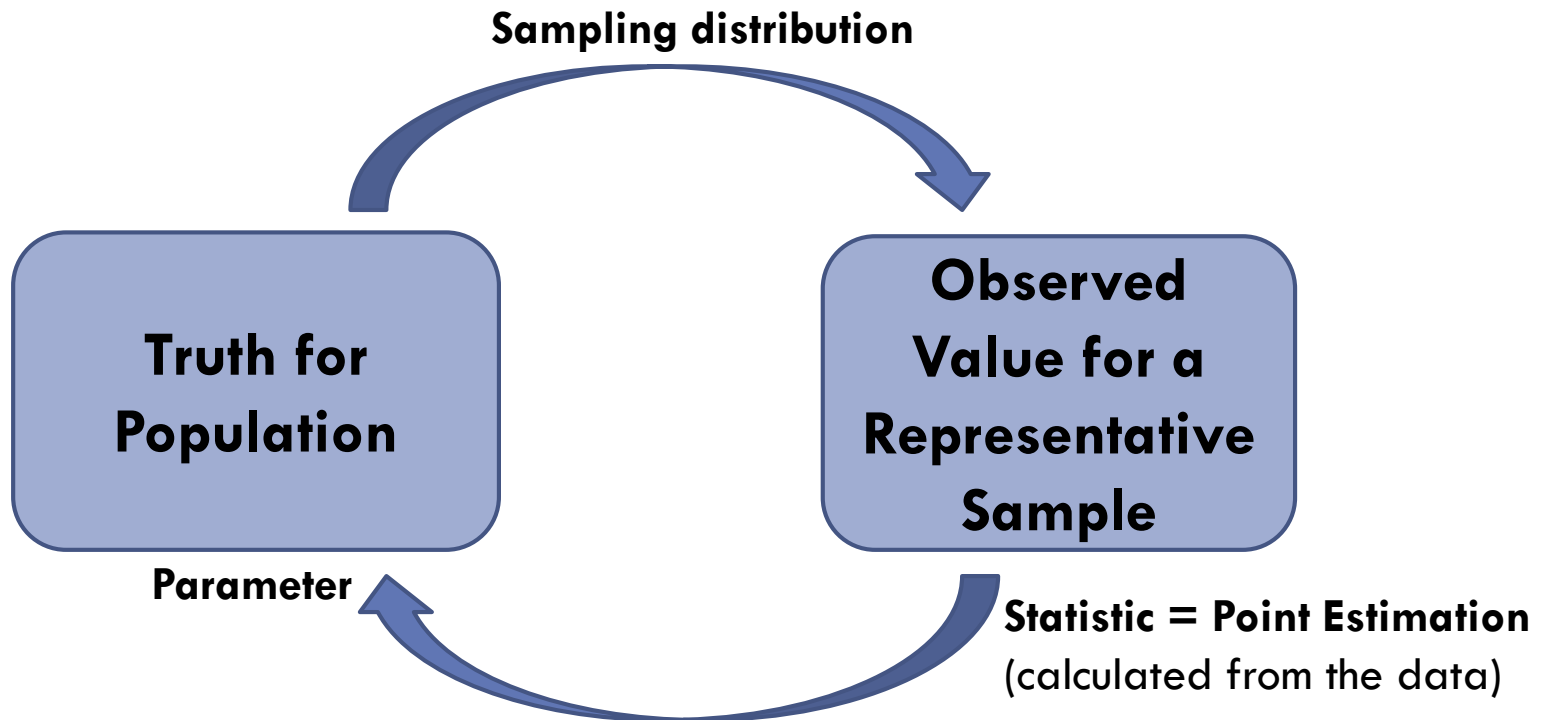 Sampling distribution
Truth for
Population
Observed
Value for a
Representative
Sample
Parameter
Statistic = Point Estimation
(calculated from the data)